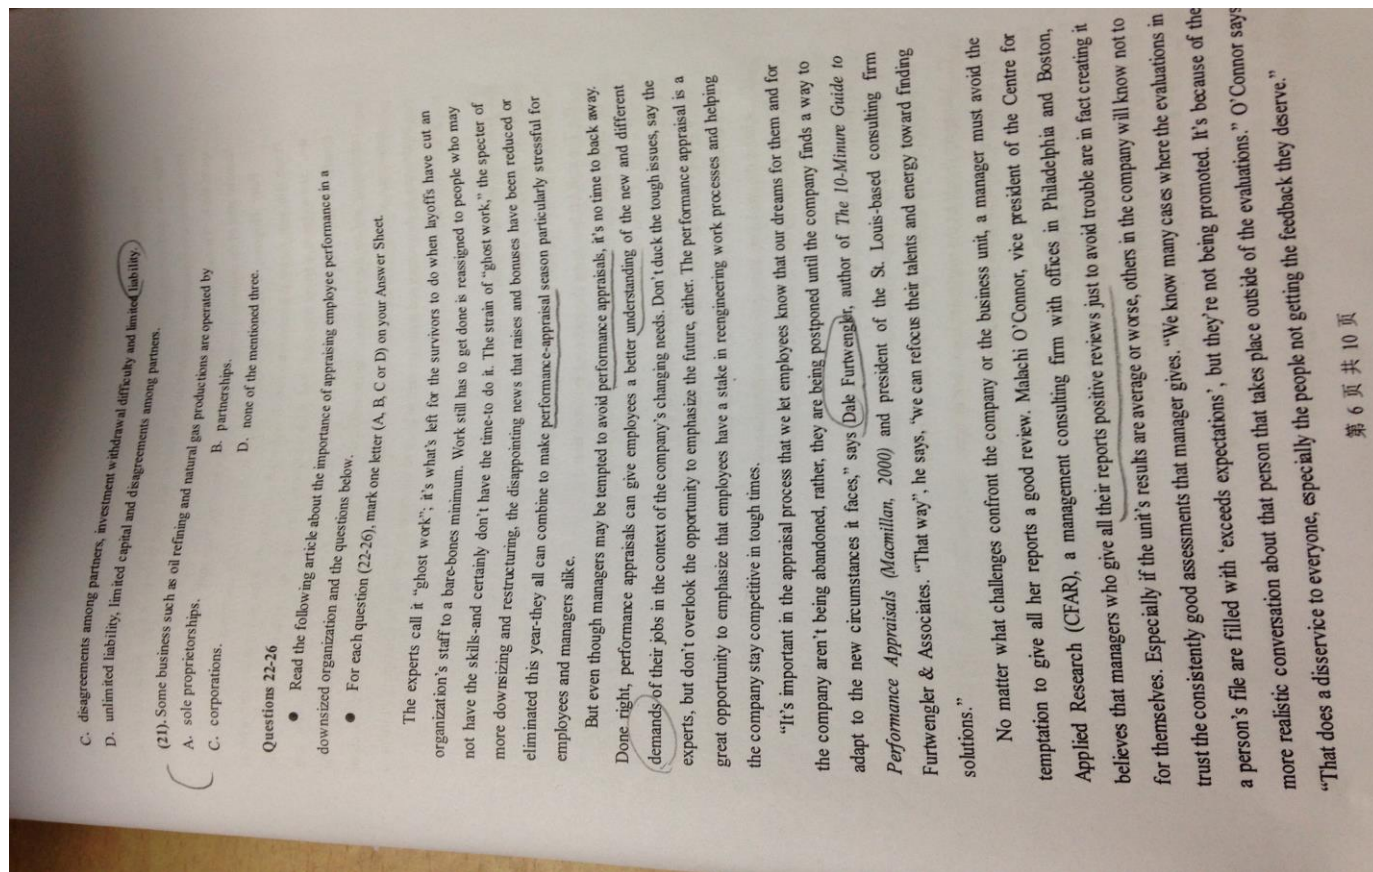 C. disagreements among partners, investment withdrawal difficulty and limited liability.
D. unlimited liability, limited capital and disagreements among partners.
(21). Some business such as oil refining and natural gas productions are operated by
A. sole proprietorships. B. partnerships.
C. corporations. D. none of the mentioned three.
Questions 22-26
● Read the following article about the importance of appraising employee performance in a
downsized organization and the questions below.
● For each question (22-26), mark one letter (A, B, C or D) on your Answer Sheet.
The experts call it "ghost work"; it's what's left for the survivors to do when layoffs have cut an
organization's staff to a bare-bones minimum. Work still has to get done is reassigned to people who may
not have the skills-and certainly don't have the time-to do it. The strain of "ghost work," the specter of
more downsizing and restructuring, the disappointing news that raises and bonuses have been reduced or
eliminated this year-they all can combine to make performance-appraisal season particularly stressful for
employees and managers alike.
But even though managers may be tempted to avoid performance appraisals, it's no time to back away.
Done right, performance appraisals can give employees a better understanding of the new and different
demands of their jobs in the context of the company's changing needs. Don't duck the tough issues, say the
experts, but don't overlook the opportunity to emphasize the future, either. The performance appraisal is a
great opportunity to emphasize that employees have a stake in reengineering work processes and helping
the company stay competitive in tough times.
"It's important in the appraisal process that we let employees know that our dreams for them and for
the company aren't being abandoned, rather, they are being postponed until the company finds a way to
adapt to the new circumstances it faces," says Dale Furtwengler, author of The 10-Minure Guide to
Performance Appraisals (Macmillan, 2000) and president of the St. Louis-based consulting firm
Furtwengler & Associates. "That way", he says, "we can refocus their talents and energy toward finding
solutions."
No matter what challenges confront the company or the business unit, a manager must avoid the
temptation to give all her reports a good review. Malachi O'Connor, vice president of the Centre for
Applied Research (CFAR), a management consulting firm with offices in Philadelphia and Boston,
believes that managers who give all their reports positive reviews just to avoid trouble are in fact creating it
for themselves. Especially if the unit's results are average or worse, others in the company will know not to
trust the consistently good assessments that manager gives. "We know many cases where the evaluations in
a person's file are filled with 'exceeds expectations', but they're not being promoted. It's because of the
more realistic conversation about that person that takes place outside of the evaluations." O'Connor says
"That does a disservice to everyone, especially the people not getting the feedback they deserve."
第 6 页 共 10 页